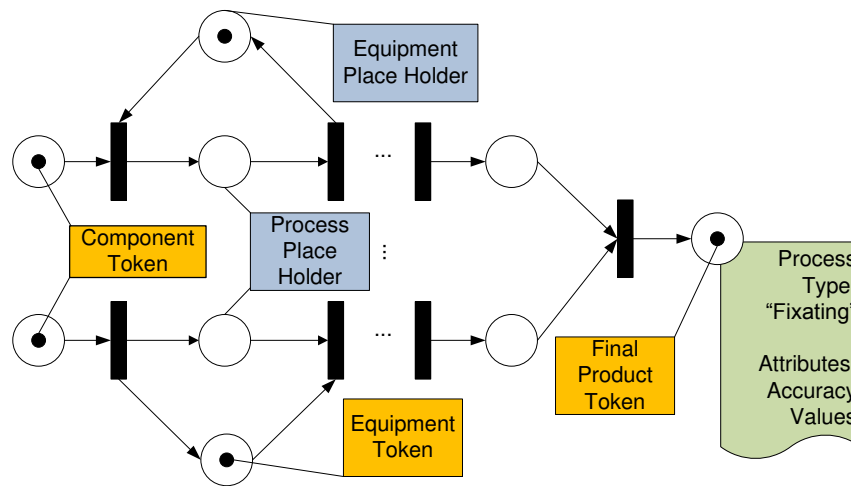 Equipment
Place Holder
...
...
Component
Token
Process
Place
Holder
...
Process
Type
“Fixating”
Attributes
Accuracy
Values
Final
Product
Token
Equipment
Token